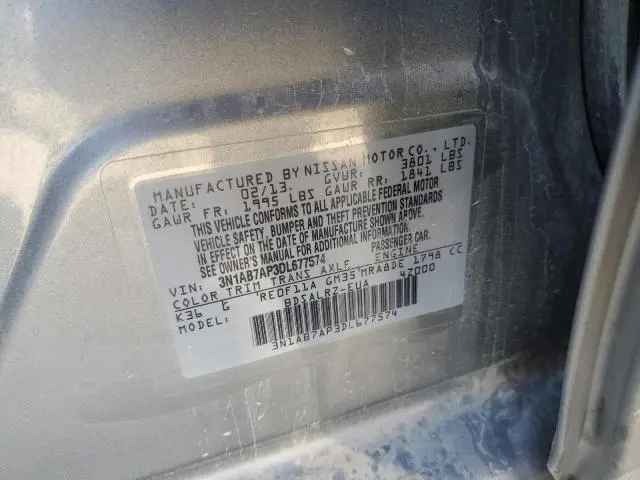 MANUFACTURED BY NISSAN MOTOR CO., LTD.
DATE: 02/13. GVWR: 3801 LBS
GAWR FR: 1995 LBS GAWR RR: 1841 LBS
THIS VEHICLE CONFORMS TO ALL APPLICABLE FEDERAL MOTOR
VEHICLE SAFETY, BUMPER AND THEFT PREVENTION STANDARDS
IN EFFECT ON THE DATE OF MANUFACTURE SHOWN ABOVE.
SEE OWNER'S MANUAL FOR ADDITIONAL INFORMATION.
VIN: 3N1AB7AP3DL677574 PASSENGER CAR.
COLOR TRIM TRANS AXLE ENGINE
K36 G RE0F11A GM35 MRA8DE 1798 CC
MODEL: BDSALRZ-EUA 4Z000
3N1AB7AP3DL677574